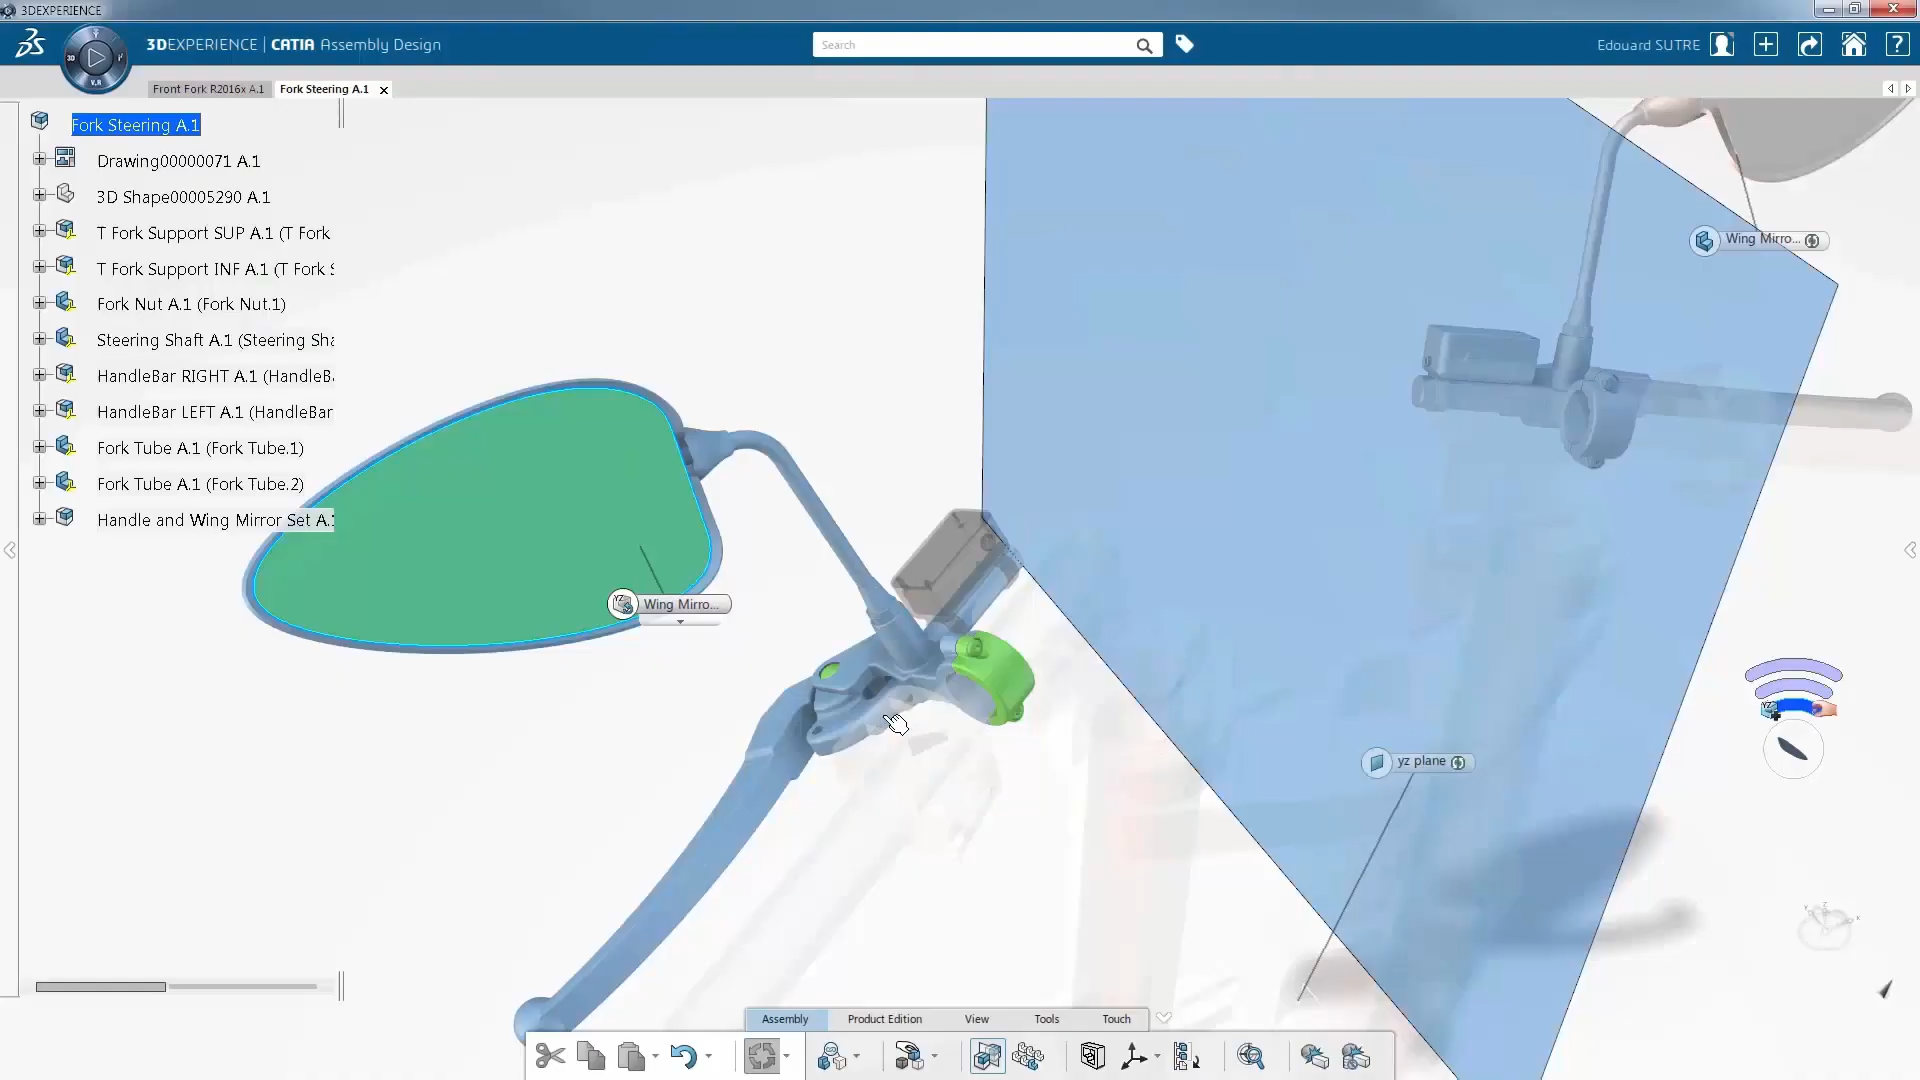 3DEXPERIENCE
3DEXPERIENCE | CATIA Assembly Design
Search
Edouard SUTRE
3D
V.R
Front Fork R2016x A.1
Fork Steering A.1
Fork Steering A.1
Drawing00000071 A.1
3D Shape00005290 A.1
T Fork Support SUP A.1 (T Fork
T Fork Support INF A.1 (T Fork S
Fork Nut A.1 (Fork Nut.1)
Steering Shaft A.1 (Steering Sha
HandleBar RIGHT A.1 (HandleBa
HandleBar LEFT A.1 (HandleBar
Fork Tube A.1 (Fork Tube.1)
Fork Tube A.1 (Fork Tube.2)
Handle and Wing Mirror Set A.1
Wing Mirro...
Wing Mirro...
yz plane
Assembly
Product Edition
View
Tools
Touch